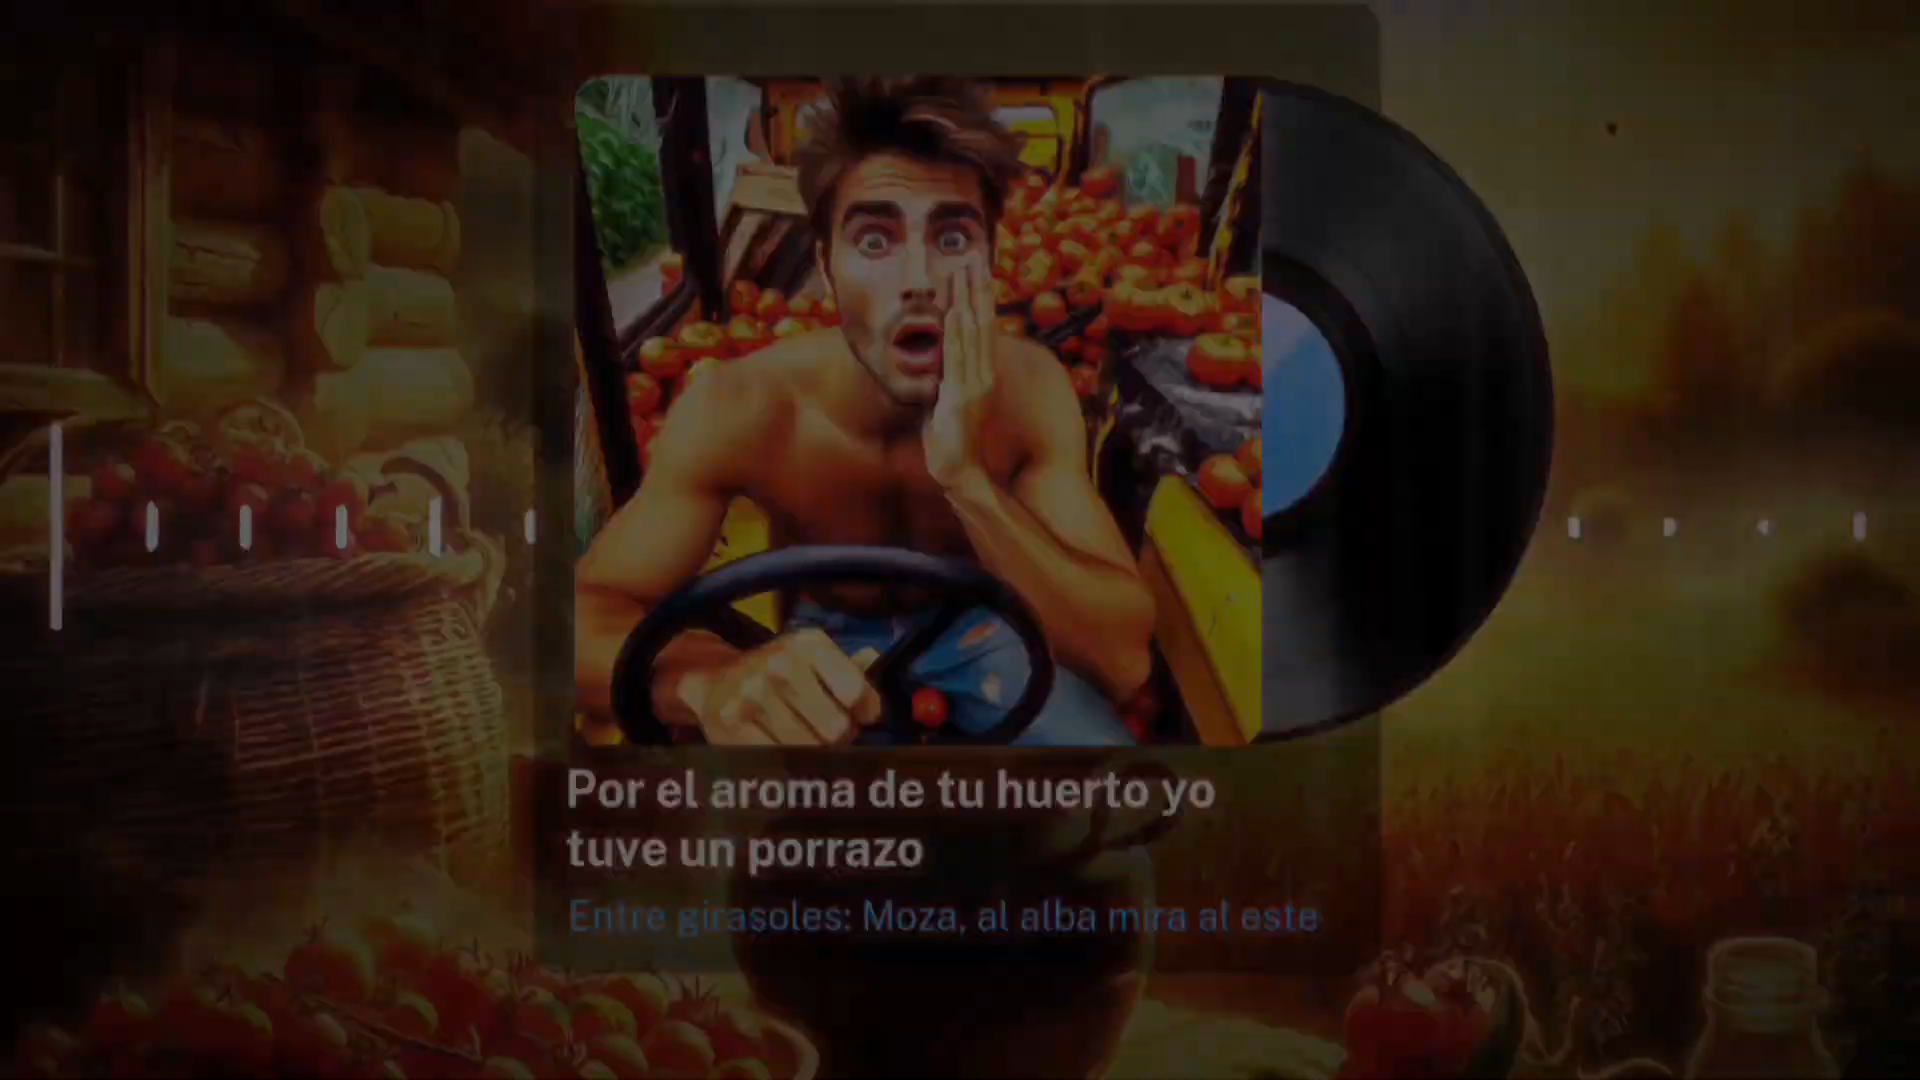 Por el aroma de tu huerto yo
tuve un porrazo
Entre girasoles: Moza, al alba mira al este